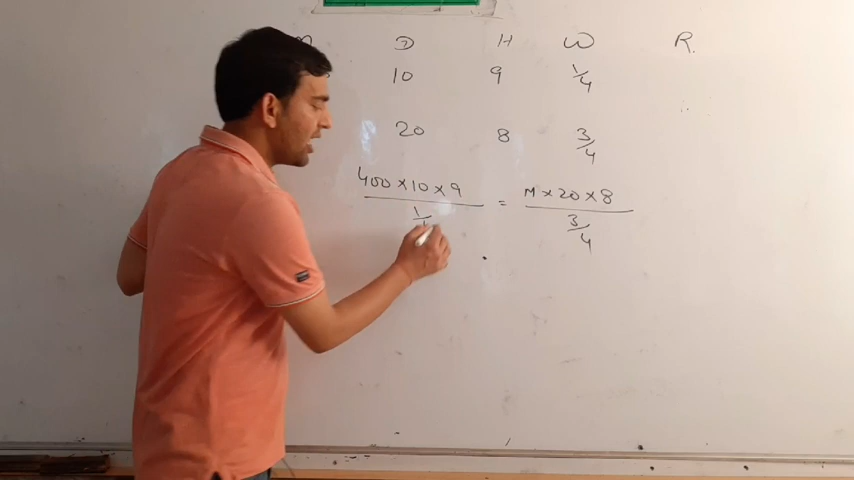 D H W R.
10 9 1/4
20 8 3/4
400 × 10 × 9 = M × 20 × 8
1/4 3/4